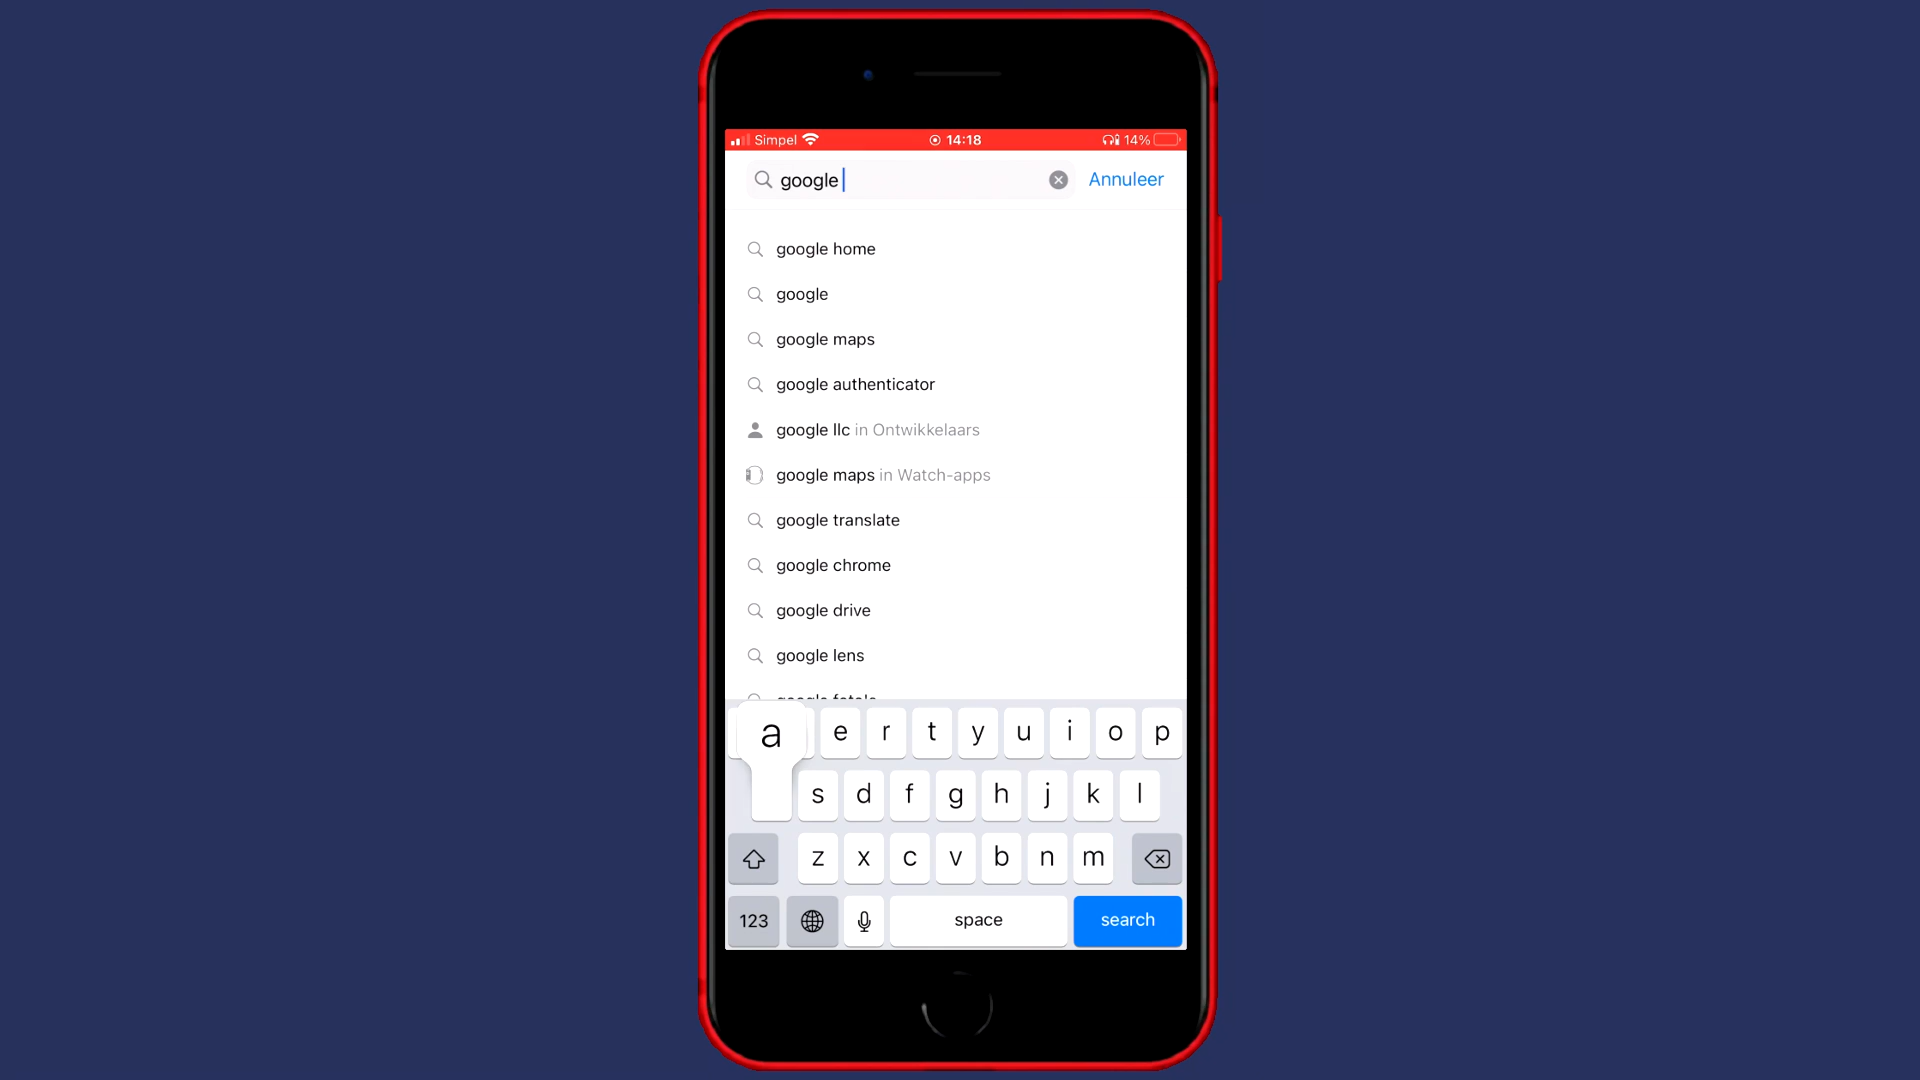 Simpel 14:18 14%
google Annuleer
google home
google
google maps
google authenticator
google llc in Ontwikkelaars
google maps in Watch-apps
google translate
google chrome
google drive
google lens
a e r t y u i o p
s d f g h j k l
z x c v b n m
123 space search